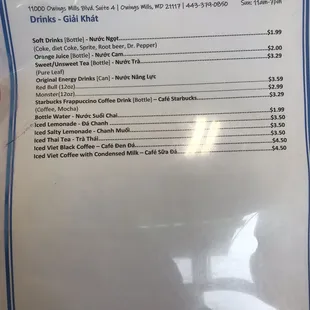 11000 Owings Mills Blvd. Suite 4 | Owings Mills, MD 21117 | 443-379-0860
Sun: 11am-7pm
Drinks - Giải Khát
Soft Drinks [Bottle] - Nước Ngọt $1.99
(Coke, diet Coke, Sprite, Root beer, Dr. Pepper)
Orange Juice [Bottle] - Nước Cam $2.00
Sweet/UnSweet Tea [Bottle] - Nước Trà $3.29
(Pure Leaf)
Original Energy Drinks [Can] - Nước Năng Lực
Red Bull (12oz) $3.59
Monster(12oz) $2.99
Starbucks Frappuccino Coffee Drink [Bottle] – Café Starbucks $3.29
(Coffee, Mocha)
Bottle Water - Nước Suối Chai $1.99
Iced Lemonade - Đá Chanh $3.50
Iced Salty Lemonade - Chanh Muối $3.50
Iced Thai Tea - Trà Thái $3.50
Iced Viet Black Coffee – Café Đen Đá $4.50
Iced Viet Coffee with Condensed Milk – Café Sữa Đá $4.50